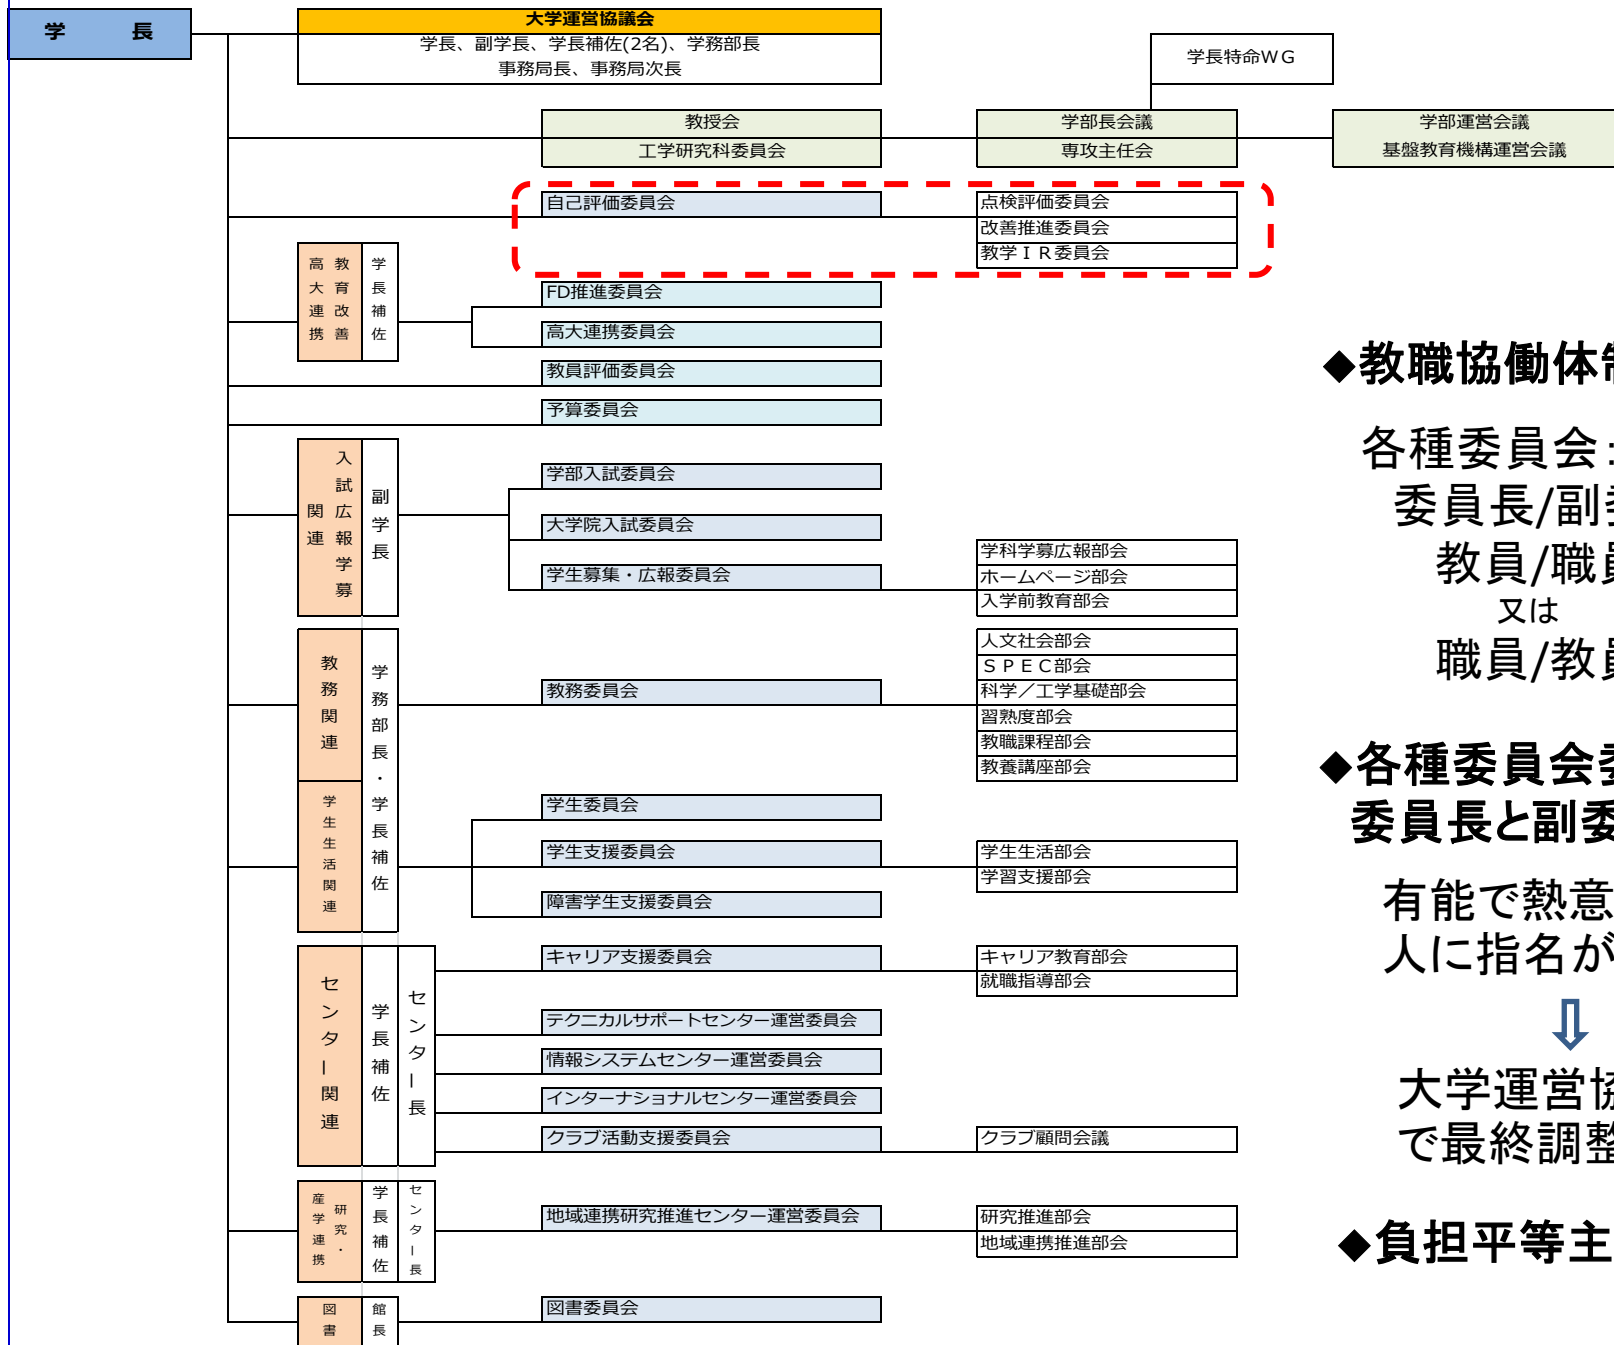 学　長
大学運営協議会
学長、副学長、学長補佐(2名)、学務部長
事務局長、事務局次長
学長特命ＷＧ
教授会
工学研究科委員会
学部長会議
専攻主任会
学部運営会議
基盤教育機構運営会議
自己評価委員会
点検評価委員会
改善推進委員会
教学ＩＲ委員会
教育改善
高大連携
学長補佐
FD推進委員会
高大連携委員会
教員評価委員会
予算委員会
入試広報学募
関連
副学長
学部入試委員会
大学院入試委員会
学生募集・広報委員会
学科学募広報部会
ホームページ部会
入学前教育部会
教務関連
学務部長・学長補佐
教務委員会
人文社会部会
ＳＰＥＣ部会
科学／工学基礎部会
習熟度部会
教職課程部会
教養講座部会
学生生活関連
学生委員会
学生支援委員会
学生生活部会
学習支援部会
障害学生支援委員会
センター関連
学長補佐
センター長
キャリア支援委員会
キャリア教育部会
就職指導部会
テクニカルサポートセンター運営委員会
情報システムセンター運営委員会
インターナショナルセンター運営委員会
クラブ活動支援委員会
クラブ顧問会議
研究・
産学連携
学長補佐
センター長
地域連携研究推進センター運営委員会
研究推進部会
地域連携推進部会
図書
館長
図書委員会
◆教職協働体
各種委員会
委員長/副
教員/職
又は
職員/教
◆各種委員会
委員長と副
有能で熱意
人に指名が
大学運営
で最終調
◆負担平等主